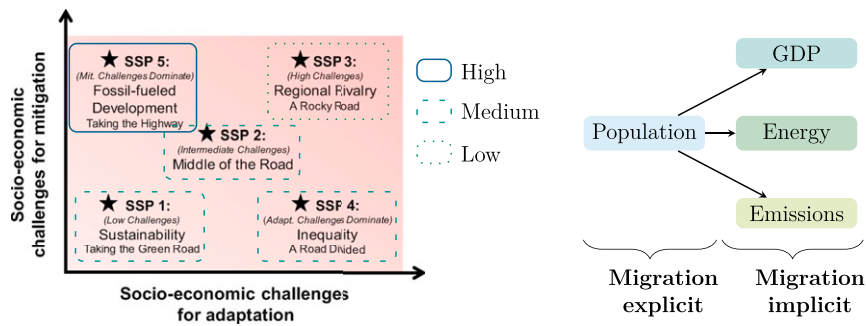 Socio-economic
challenges for mitigation
★ SSP 5:
(Mit. Challenges Dominate)
Fossil-fueled
Development
Taking the Highway
★ SSP 3:
(High Challenges)
Regional Rivalry
A Rocky Road
★ SSP 2:
(Intermediate Challenges)
Middle of the Road
★ SSP 1:
(Low Challenges)
Sustainability
Taking the Green Road
★ SSP 4:
(Adapt. Challenges Dominate)
Inequaity
A Road Divided
Socio-economic challenges
for adaptation
High
Medium
Low
Population
GDP
Energy
Emissions
Migration
explicit
Migration
implicit